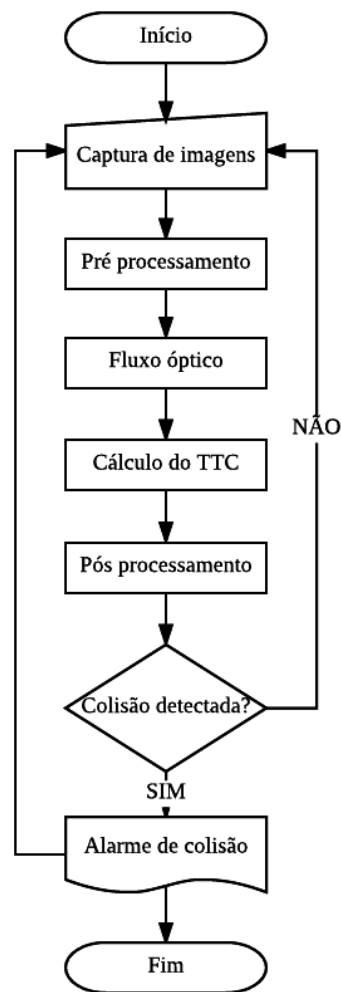 Início
Captura de imagens
Pré processamento
Fluxo óptico
NÃO
Cálculo do TTC
Pós processamento
Colisão detectada?
SIM
Alarme de colisão
Fim